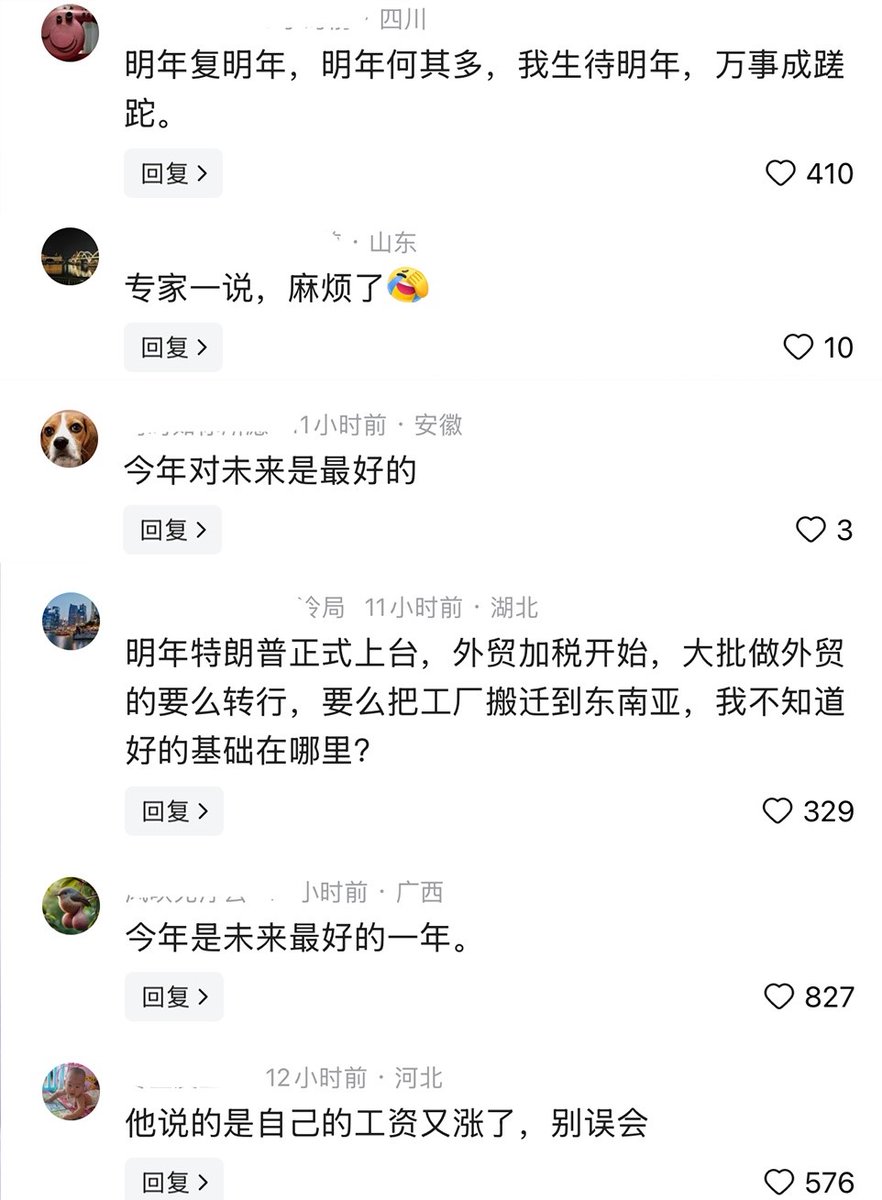 四川
明年复明年，明年何其多，我生待明年，万事成蹉
跎。
回复 >
410
· 山东
专家一说，麻烦了🤣
回复 >
10
1小时前 · 安徽
今年对未来是最好的
回复 >
3
冷局 11小时前 · 湖北
明年特朗普正式上台，外贸加税开始，大批做外贸
的要么转行，要么把工厂搬迁到东南亚，我不知道
好的基础在哪里？
回复 >
329
小时前 · 广西
今年是未来最好的一年。
回复 >
827
12小时前 · 河北
他说的是自己的工资又涨了，别误会
回复 >
576